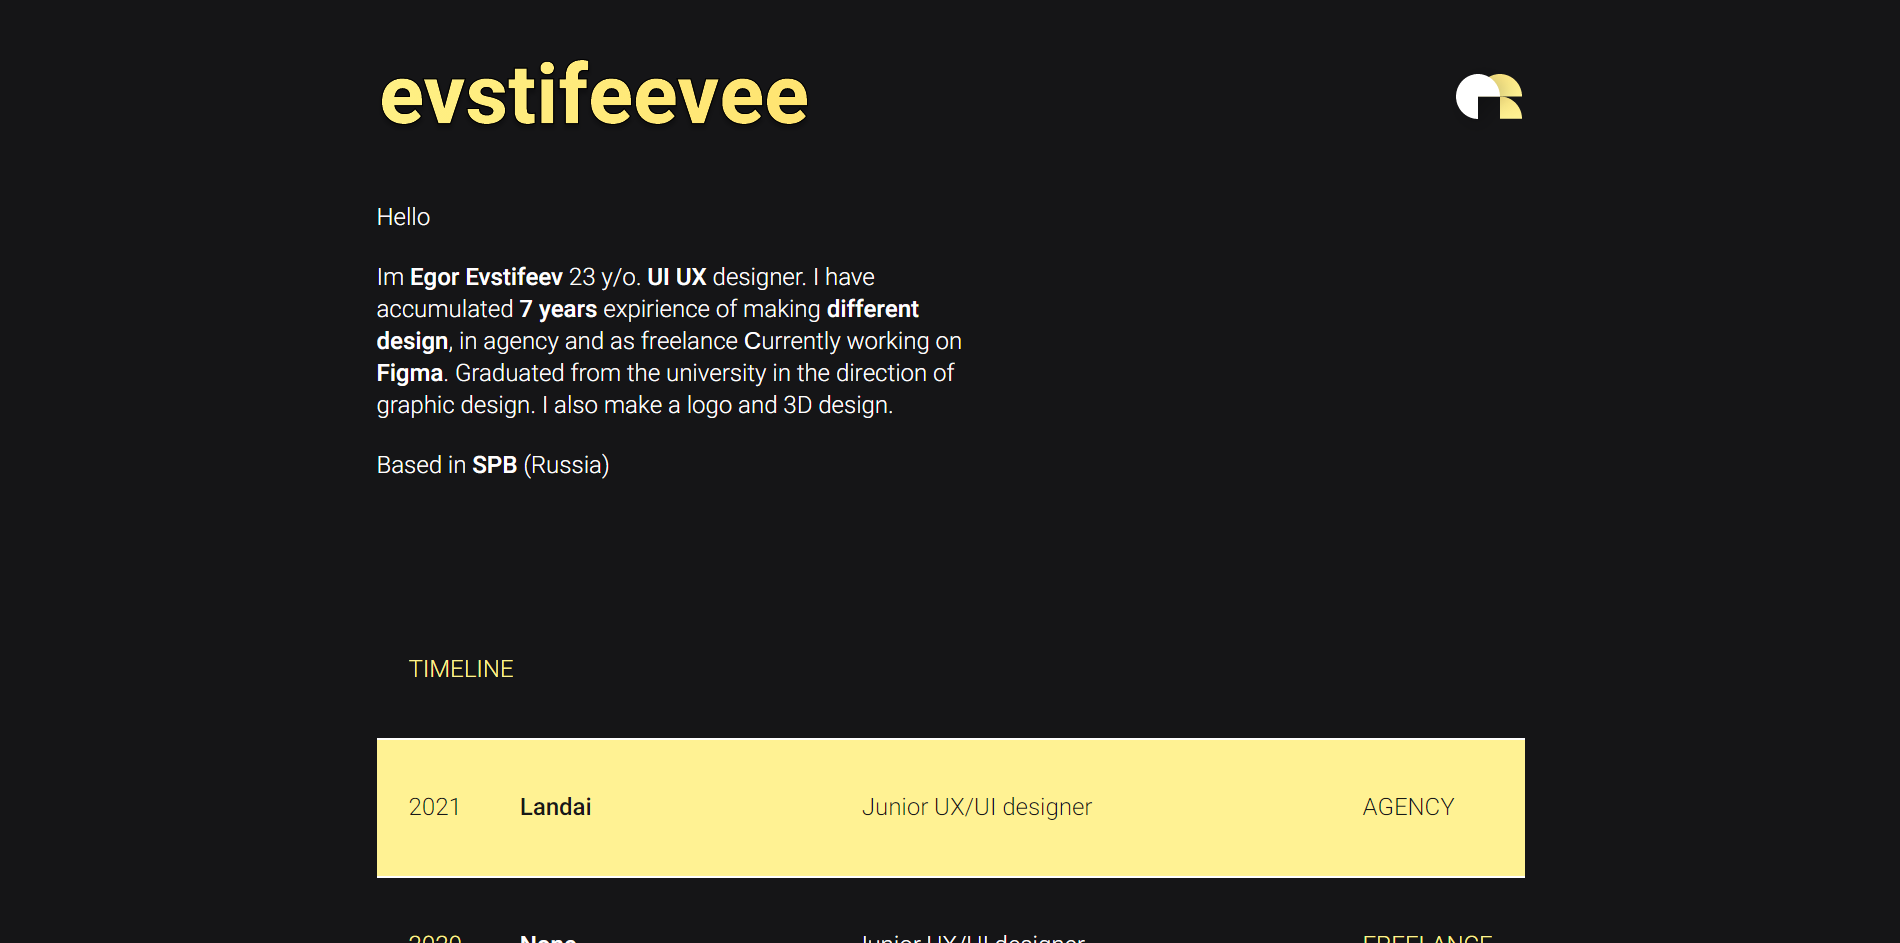 evstifeevee
Hello
Im Egor Evstifeev 23 y/o. UI UX designer. I have
accumulated 7 years expirience of making different
design, in agency and as freelance Currently working on
Figma. Graduated from the university in the direction of
graphic design. I also make a logo and 3D design.
Based in SPB (Russia)
TIMELINE
2021 Landai Junior UX/UI designer AGENCY
2020 None Junior UX/UI designer FREELANCE